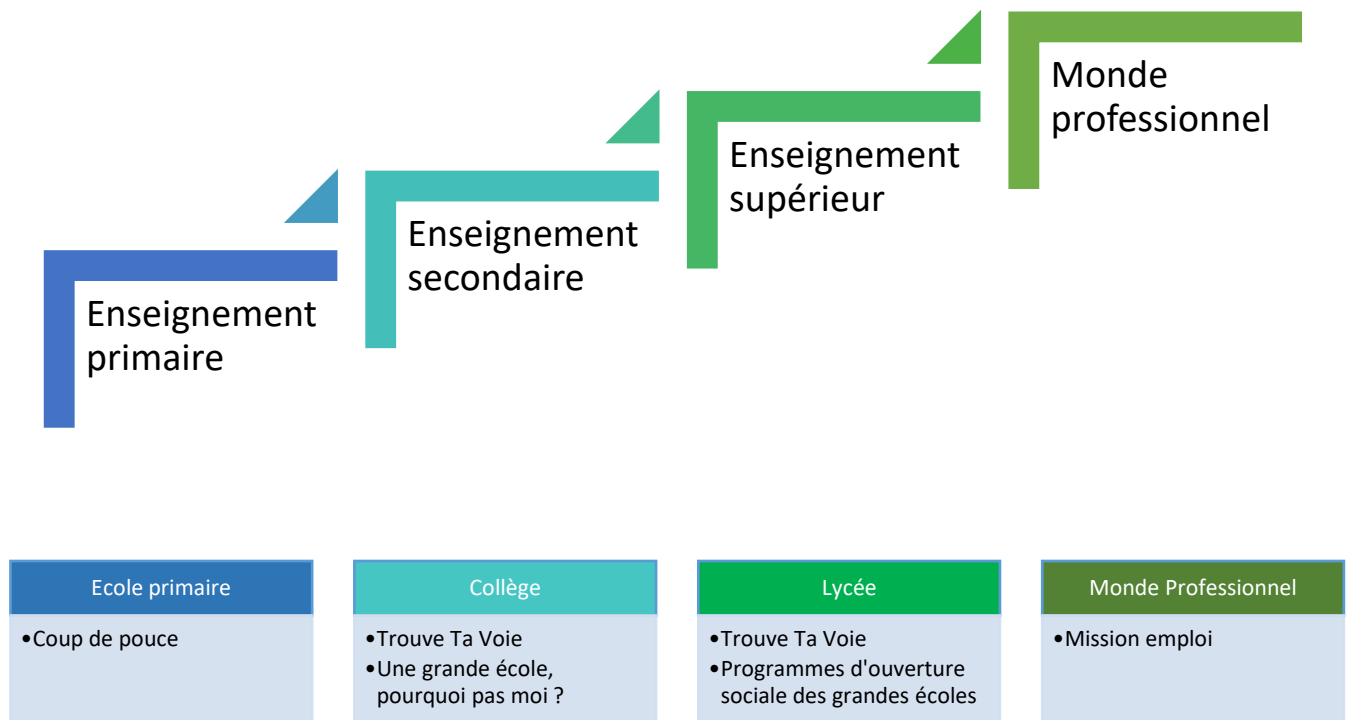 Monde
professionnel
Enseignement
supérieur
Enseignement
secondaire
Enseignement
primaire
Ecole primaire
•Coup de pouce
Collège
•Trouve Ta Voie
•Une grande école,
pourquoi pas moi ?
Lycée
•Trouve Ta Voie
•Programmes d'ouverture
sociale des grandes écoles
Monde Professionnel
•Mission emploi